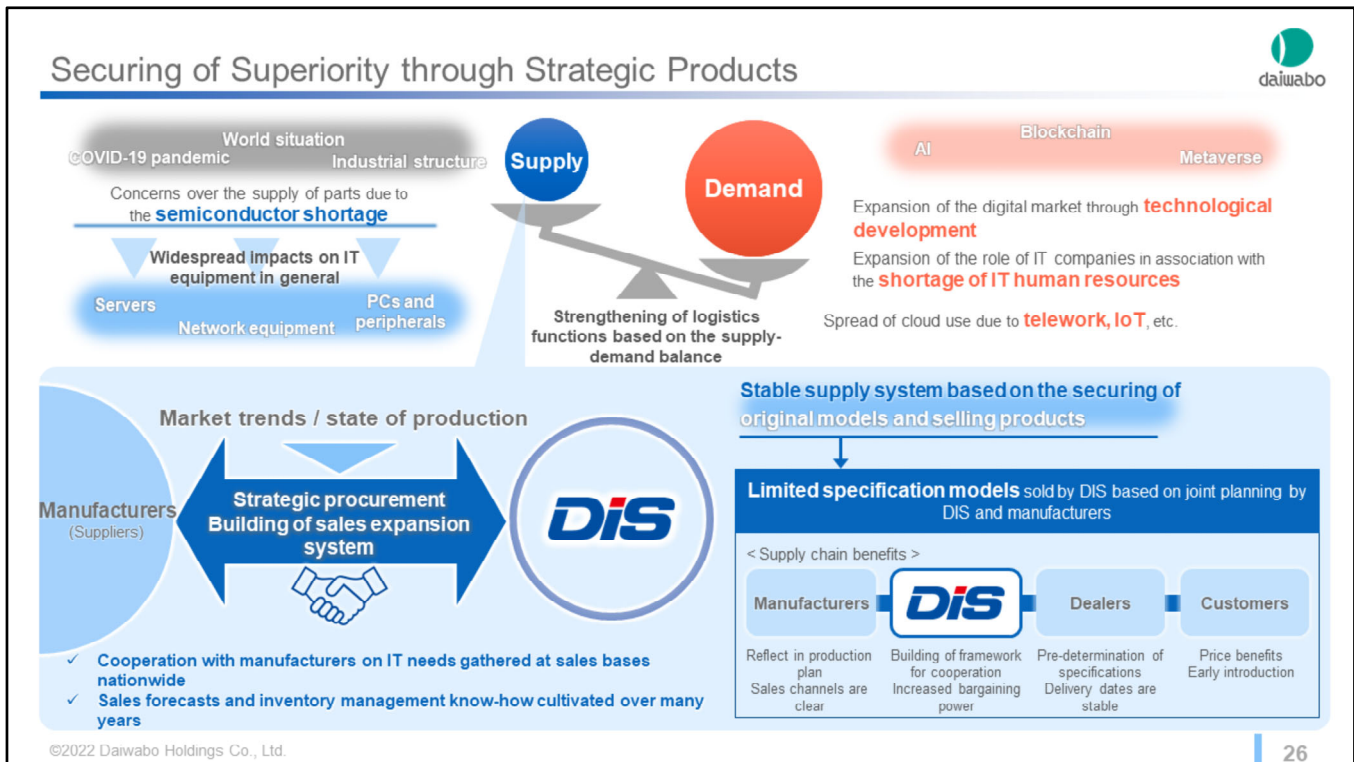 Securing of Superiority through Strategic Products
daiwabo
World situation
COVID-19 pandemic
Industrial structure
Concerns over the supply of parts due to
the semiconductor shortage
Widespread impacts on IT
equipment in general
Servers
Network equipment
PCs and
peripherals
Supply
Demand
Strengthening of logistics
functions based on the supply-
demand balance
Blockchain
AI
Metaverse
Expansion of the digital market through technological
development
Expansion of the role of IT companies in association with
the shortage of IT human resources
Spread of cloud use due to telework, IoT, etc.
Market trends / state of production
Manufacturers
(Suppliers)
Strategic procurement
Building of sales expansion
system
DiS
✓ Cooperation with manufacturers on IT needs gathered at sales bases
nationwide
✓ Sales forecasts and inventory management know-how cultivated over many
years
Stable supply system based on the securing of
original models and selling products
Limited specification models sold by DIS based on joint planning by
DIS and manufacturers
< Supply chain benefits >
Manufacturers
DiS
Dealers
Customers
Reflect in production
plan
Sales channels are
clear
Building of framework
for cooperation
Increased bargaining
power
Pre-determination of
specifications
Delivery dates are
stable
Price benefits
Early introduction
©2022 Daiwabo Holdings Co., Ltd.
26